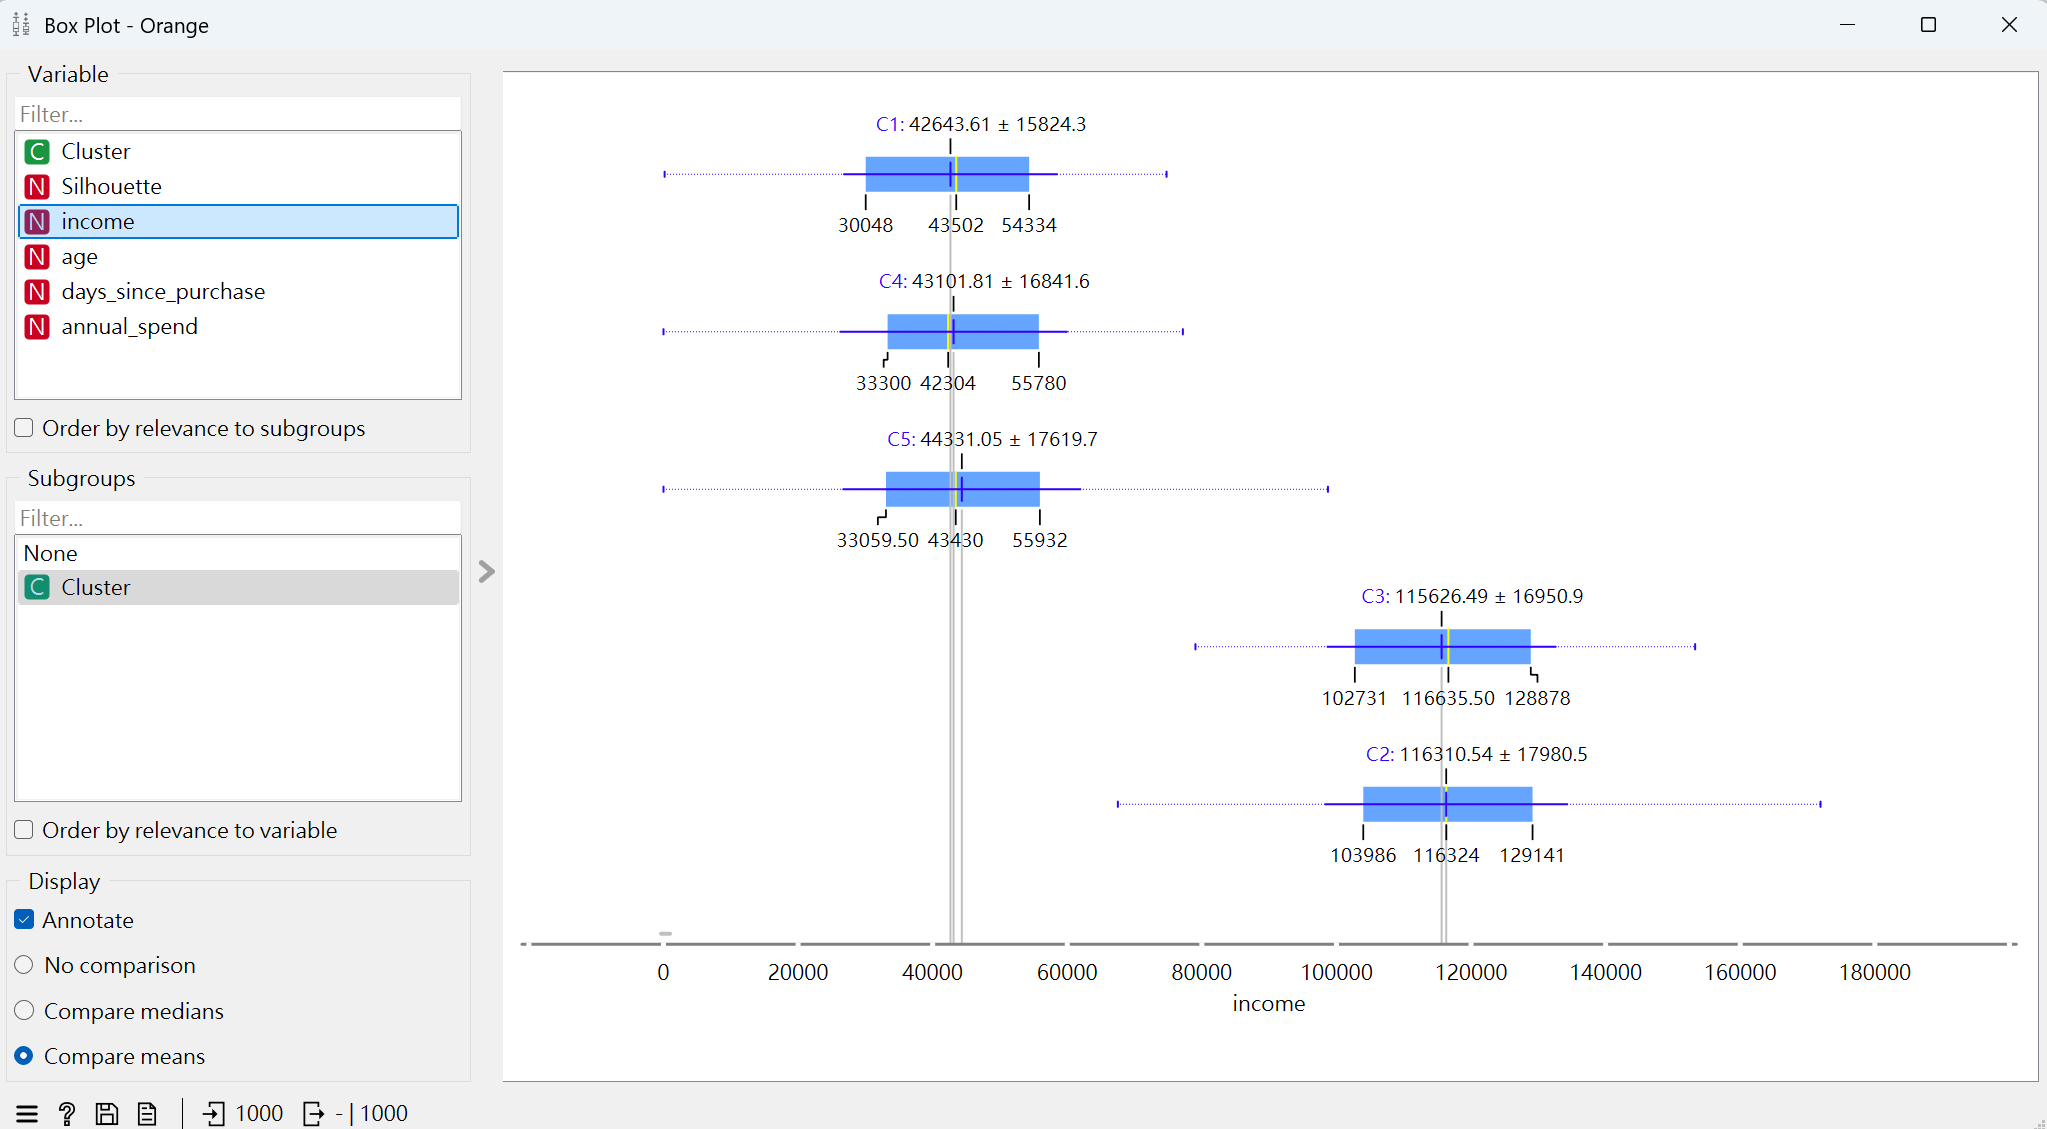 Box Plot - Orange
Variable
Filter...
C Cluster
N Silhouette
N income
N age
N days_since_purchase
N annual_spend
Order by relevance to subgroups
Subgroups
Filter...
None
C Cluster
Order by relevance to variable
Display
Annotate
No comparison
Compare medians
Compare means
1000 - | 1000
C1: 42643.61 ± 15824.3
30048 43502 54334
C4: 43101.81 ± 16841.6
33300 42304 55780
C5: 44331.05 ± 17619.7
33059.50 43430 55932
C3: 115626.49 ± 16950.9
102731 116635.50 128878
C2: 116310.54 ± 17980.5
103986 116324 129141
0 20000 40000 60000 80000 100000 120000 140000 160000 180000
income